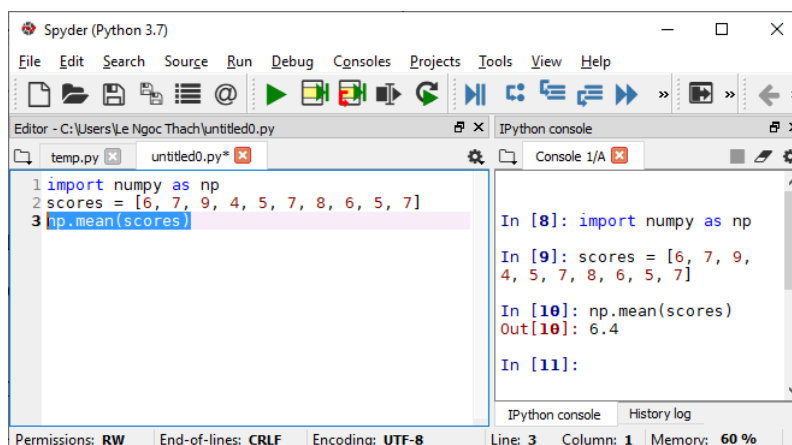 Spyder (Python 3.7)
File Edit Search Source Run Debug Consoles Projects Tools View Help
Editor - C:\Users\Le Ngoc Thach\untitled0.py
temp.py untitled0.py*
1 import numpy as np
2 scores = [6, 7, 9, 4, 5, 7, 8, 6, 5, 7]
3 np.mean(scores)
IPython console
Console 1/A
In [8]: import numpy as np
In [9]: scores = [6, 7, 9,
4, 5, 7, 8, 6, 5, 7]
In [10]: np.mean(scores)
Out[10]: 6.4
In [11]:
IPython console History log
Permissions: RW End-of-lines: CRLF Encoding: UTF-8 Line: 3 Column: 1 Memory: 60 %